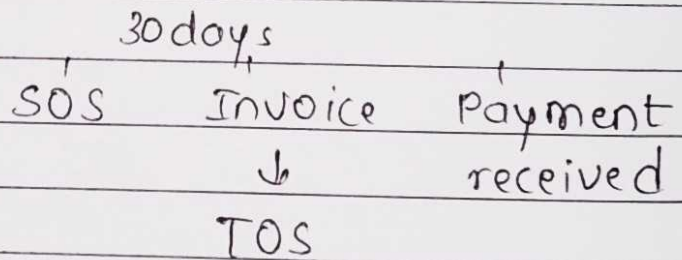 30 days
SOS Invoice Payment
↓ received
TOS